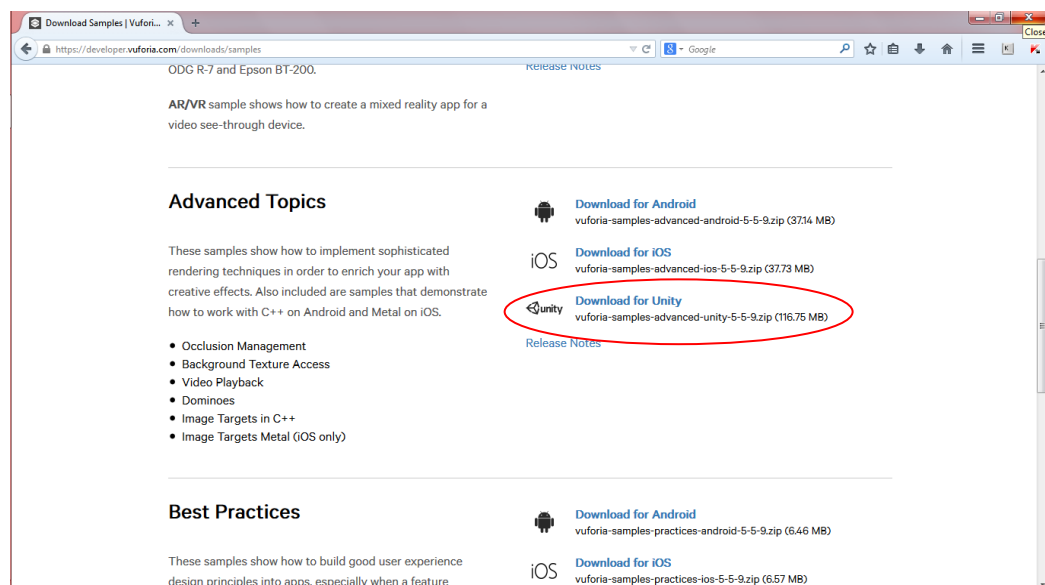 Download Samples | Vufori...
Close
https://developer.vuforia.com/downloads/samples
Google
ODG R-7 and Epson BT-200.
Release Notes
AR/VR sample shows how to create a mixed reality app for a
video see-through device.
Advanced Topics
These samples show how to implement sophisticated
rendering techniques in order to enrich your app with
creative effects. Also included are samples that demonstrate
how to work with C++ on Android and Metal on iOS.
Occlusion Management
Background Texture Access
Video Playback
Dominoes
Image Targets in C++
Image Targets Metal (iOS only)
Download for Android
vuforia-samples-advanced-android-5-5-9.zip (37.14 MB)
iOS
Download for iOS
vuforia-samples-advanced-ios-5-5-9.zip (37.73 MB)
unity
Download for Unity
vuforia-samples-advanced-unity-5-5-9.zip (116.75 MB)
Release Notes
Best Practices
These samples show how to build good user experience
design principles into apps, especially when a feature
Download for Android
vuforia-samples-practices-android-5-5-9.zip (6.46 MB)
iOS
Download for iOS
vuforia-samples-practices-ios-5-5-9.zip (6.57 MB)